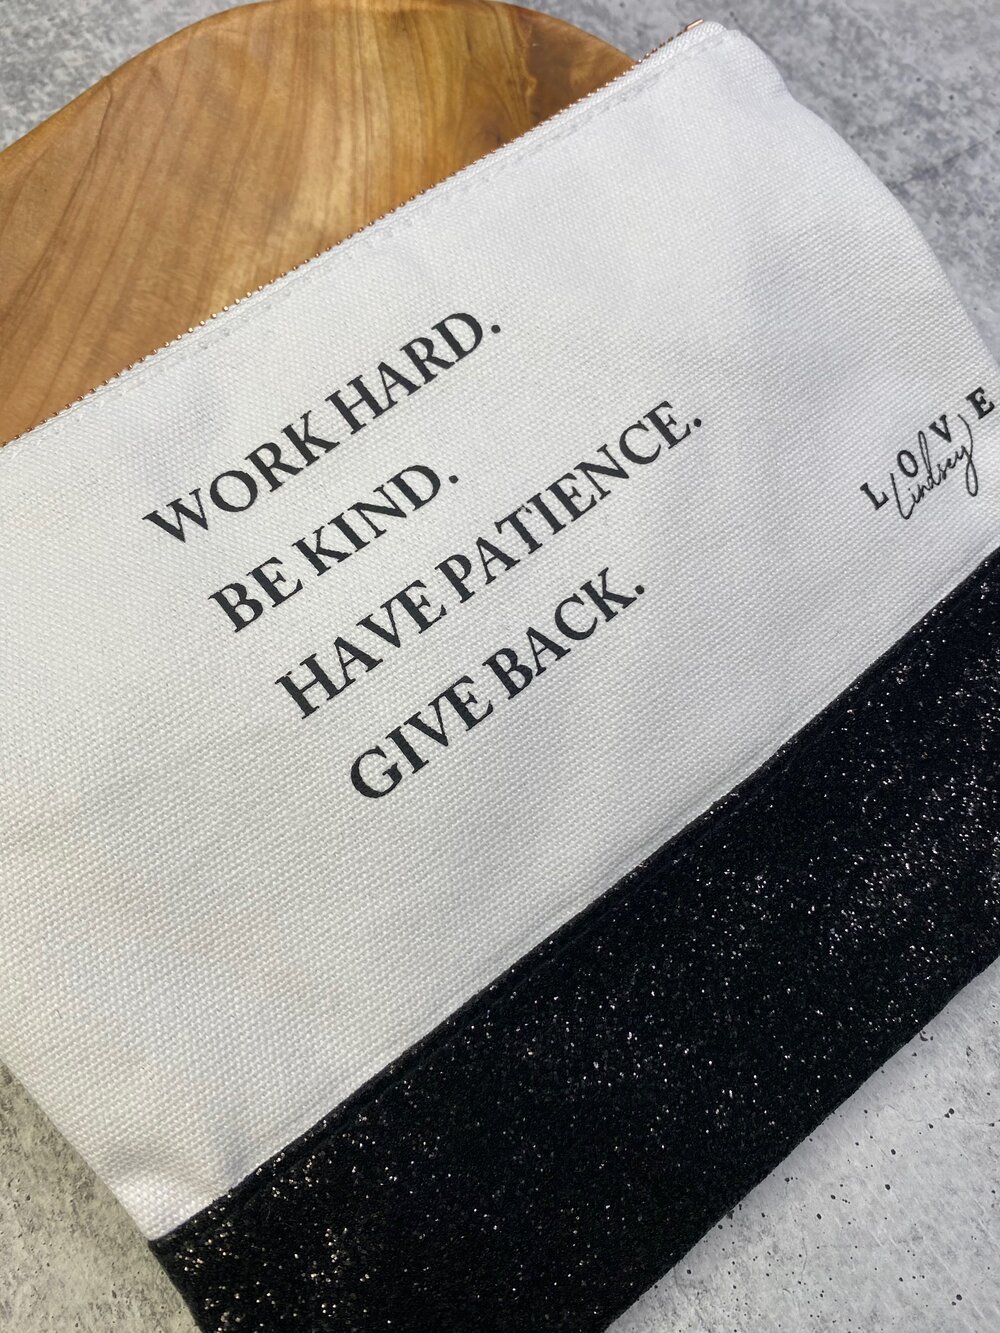 WORK HARD.
BE KIND.
HAVE PATIENCE.
GIVE BACK.
LOVE
Lindsey